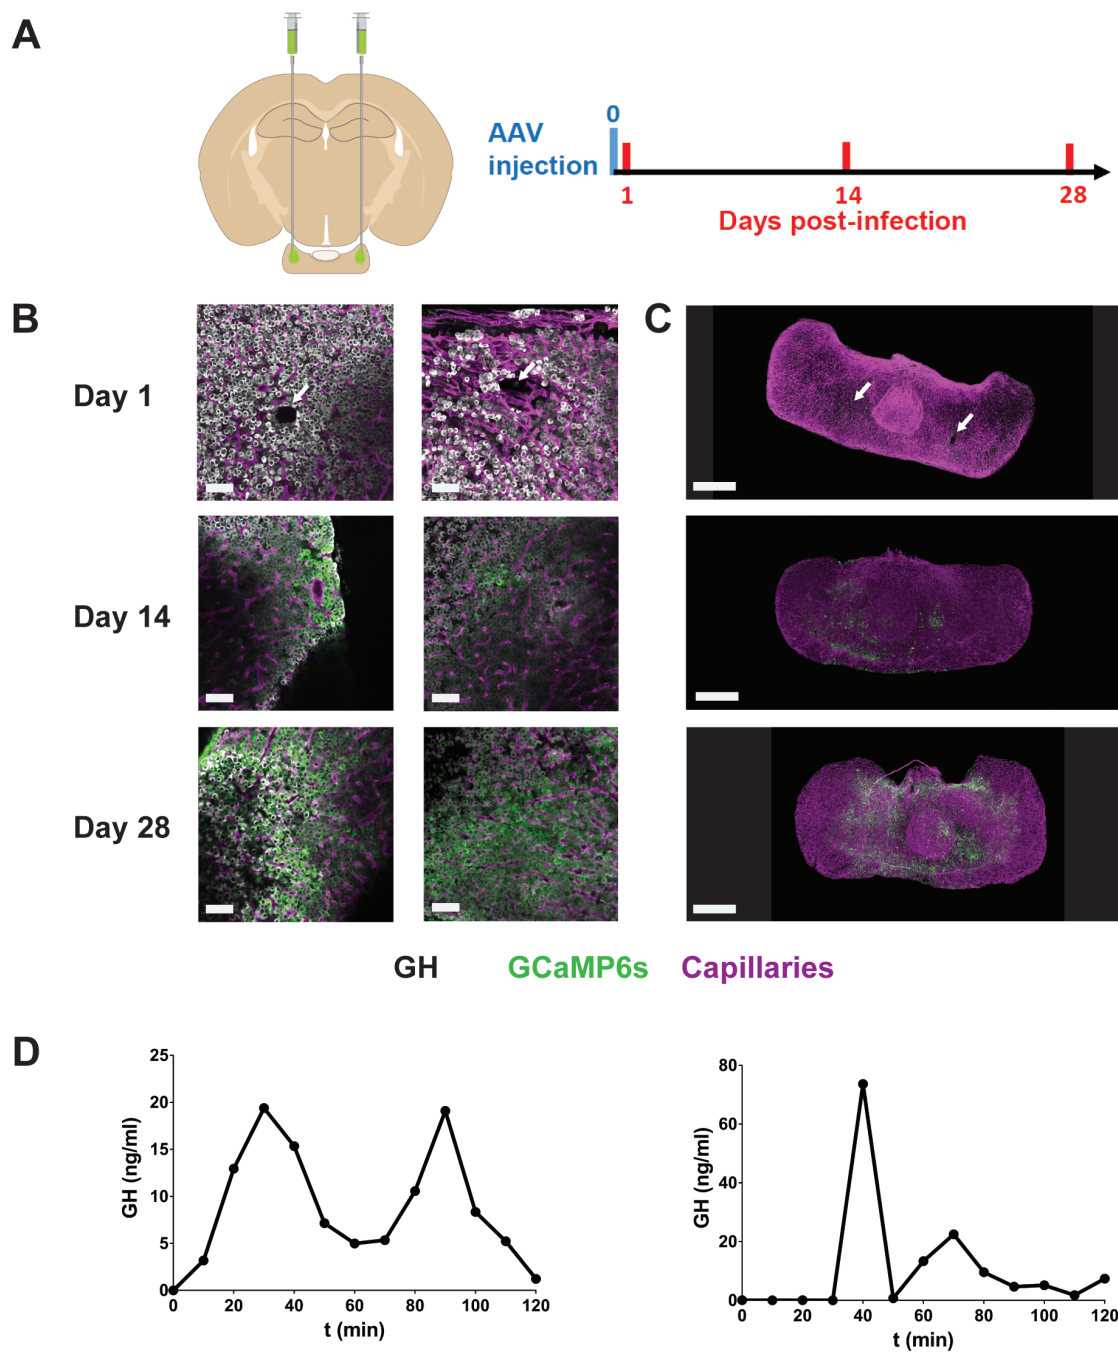 A
AAV
injection
0
1
14
28
Days post-infection
B
C
Day 1
Day 14
Day 28
GH GCaMP6s Capillaries
D
25
20
15
10
5
0
GH (ng/ml)
0 20 40 60 80 100 120
t (min)
80
60
40
20
0
GH (ng/ml)
0 20 40 60 80 100 120
t (min)